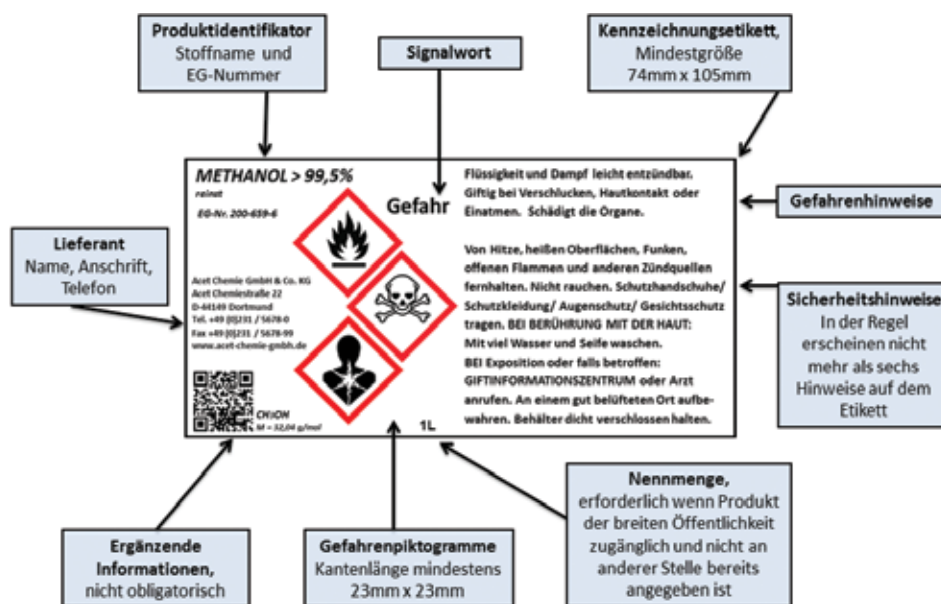 Produktidentifikator
Stoffname und
EG-Nummer
Signalwort
Kennzeichnungsetikett,
Mindestgröße
74mm x 105mm
METHANOL > 99,5%
reinst
EG-Nr. 200-659-6
Gefahr
Flüssigkeit und Dampf leicht entzündbar.
Giftig bei Verschlucken, Hautkontakt oder
Einatmen. Schädigt die Organe.
Gefahrenhinweise
Lieferant
Name, Anschrift,
Telefon
Acet Chemie GmbH & Co. KG
Acet Chemiestraße 22
D-44149 Dortmund
Tel. +49 (0)231 / 5678-0
Fax +49 (0)231 / 5678-99
www.acet-chemie-gmbh.de
Von Hitze, heißen Oberflächen, Funken,
offenen Flammen und anderen Zündquellen
fernhalten. Nicht rauchen. Schutzhandschuhe/
Schutzkleidung/ Augenschutz/ Gesichtsschutz
tragen. BEI BERÜHRUNG MIT DER HAUT:
Mit viel Wasser und Seife waschen.
BEI Exposition oder falls betroffen:
GIFTINFORMATIONSZENTRUM oder Arzt
anrufen. An einem gut belüfteten Ort aufbe-
wahren. Behälter dicht verschlossen halten.
Sicherheitshinweise
In der Regel
erscheinen nicht
mehr als sechs
Hinweise auf dem
Etikett
CH3OH
M = 32,04 g/mol
1L
Ergänzende
Informationen,
nicht obligatorisch
Gefahrenpiktogramme
Kantenlänge mindestens
23mm x 23mm
Nennmenge,
erforderlich wenn Produkt
der breiten Öffentlichkeit
zugänglich und nicht an
anderer Stelle bereits
angegeben ist